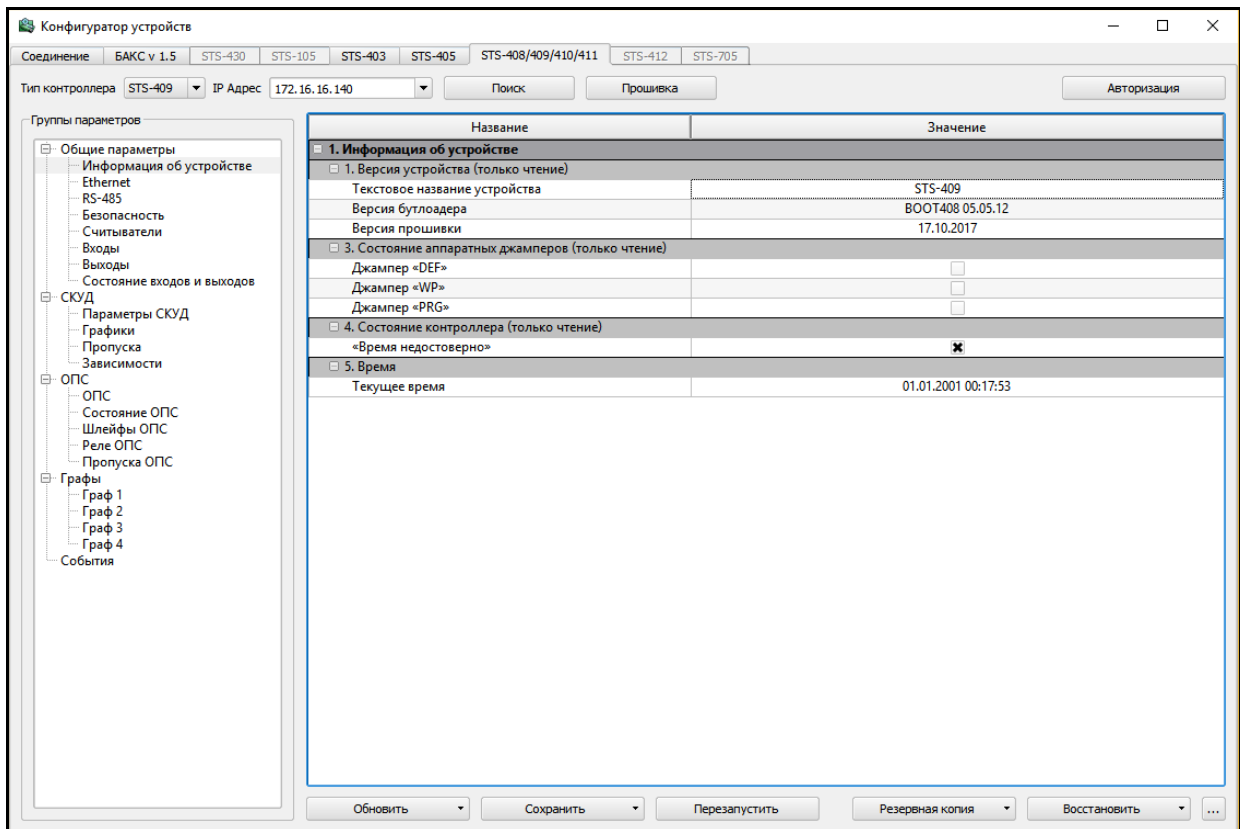 Конфигуратор устройств
Соединение БАКС v 1.5 STS-430 STS-105 STS-403 STS-405 STS-408/409/410/411 STS-412 STS-705
Тип контроллера STS-409 IP Адрес 172.16.16.140 Поиск Прошивка Авторизация
Группы параметров
Общие параметры
Информация об устройстве
Ethernet
RS-485
Безопасность
Считыватели
Входы
Выходы
Состояние входов и выходов
СКУД
Параметры СКУД
Графики
Пропуска
Зависимости
ОПС
ОПС
Состояние ОПС
Шлейфы ОПС
Реле ОПС
Пропуска ОПС
Графы
Граф 1
Граф 2
Граф 3
Граф 4
События
Название Значение
1. Информация об устройстве
1. Версия устройства (только чтение)
Текстовое название устройства STS-409
Версия бутлоадера BOOT408 05.05.12
Версия прошивки 17.10.2017
3. Состояние аппаратных джамперов (только чтение)
Джампер «DEF»
Джампер «WP»
Джампер «PRG»
4. Состояние контроллера (только чтение)
«Время недостоверно»
5. Время
Текущее время 01.01.2001 00:17:53
Обновить Сохранить Перезапустить Резервная копия Восстановить ...